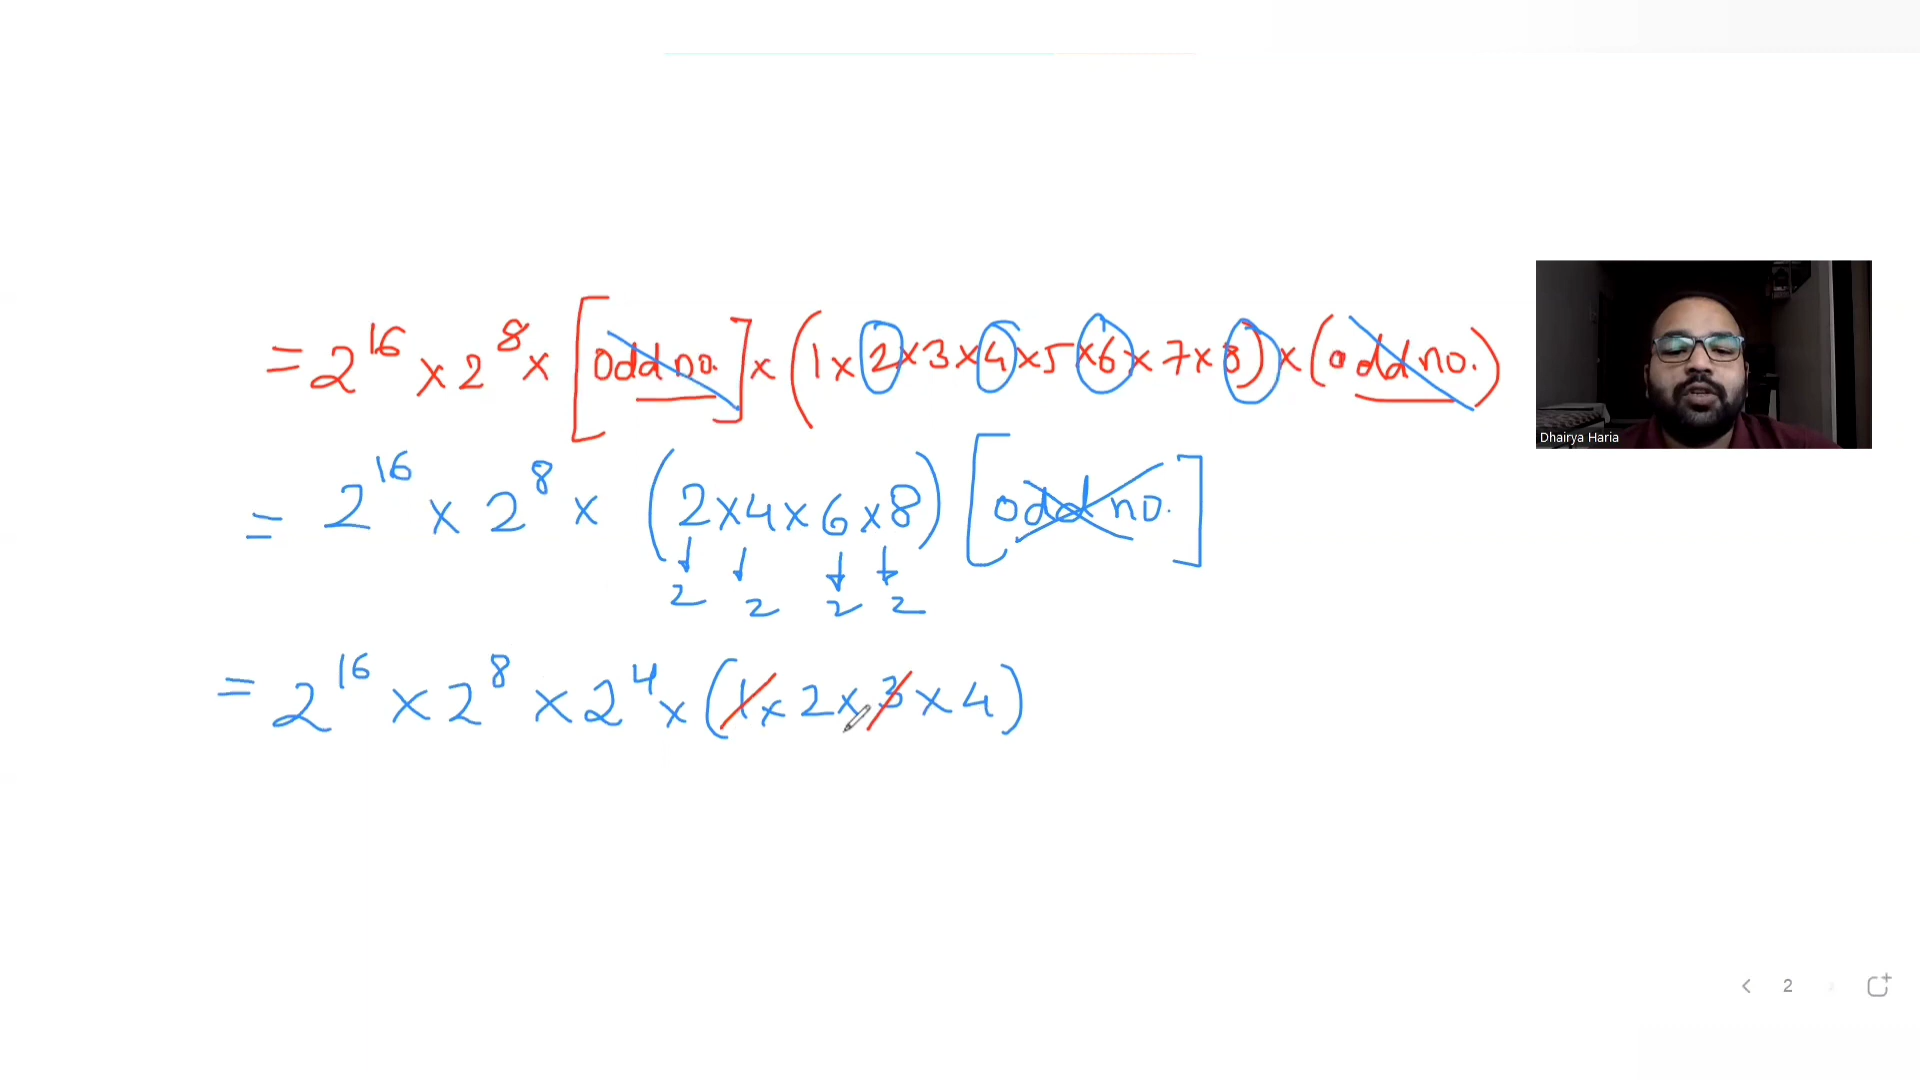 = 2^16 × 2^8 × [odd no.] × (1 × 2 × 3 × 4 × 5 × 6 × 7 × 8) × (odd no.)
= 2^16 × 2^8 × (2 × 4 × 6 × 8) [odd no.]
↓ ↓ ↓ ↓
2 2 2 2
= 2^16 × 2^8 × 2^4 × (1 × 2 × 3 × 4)
Dhairya Haria
< 2